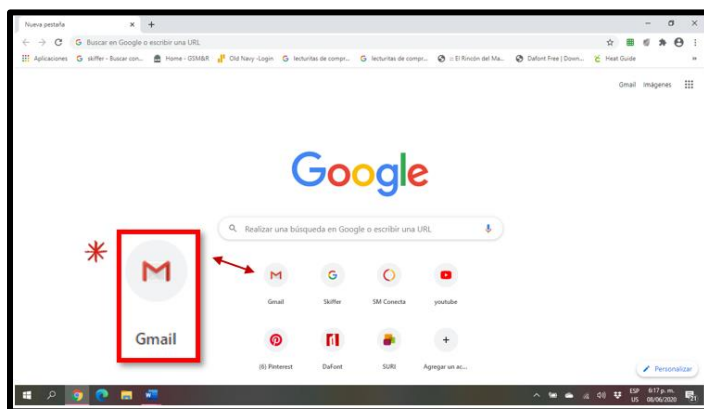 Nueva pestaña
Buscar en Google o escribir una URL
Aplicaciones skiffer - Buscar con... Home - GSM&R Old Navy -Login lecturitas de compr... lecturitas de compr... :: El Rincón del Ma... Dafont Free | Down... Heat Guide »
Gmail Imágenes
Google
Realizar una búsqueda en Google o escribir una URL
Gmail
Gmail Skiffer SM Conecta youtube
(6) Pinterest DaFont SURI Agregar un ac...
Personalizar
ESP 8:17 p. m.
US 08/06/2020